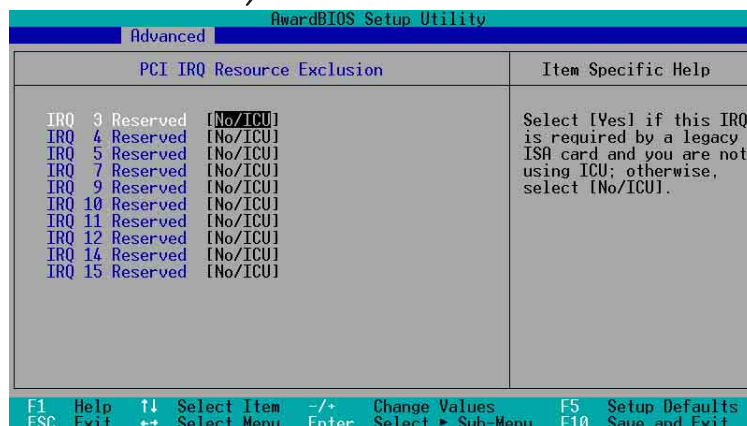 AwardBIOS Setup Utility
Advanced
PCI IRQ Resource Exclusion
Item Specific Help
IRQ 3 Reserved [No/ICU]
IRQ 4 Reserved [No/ICU]
IRQ 5 Reserved [No/ICU]
IRQ 7 Reserved [No/ICU]
IRQ 9 Reserved [No/ICU]
IRQ 10 Reserved [No/ICU]
IRQ 11 Reserved [No/ICU]
IRQ 12 Reserved [No/ICU]
IRQ 14 Reserved [No/ICU]
IRQ 15 Reserved [No/ICU]
Select [Yes] if this IRQ
is required by a legacy
ISA card and you are not
using ICU; otherwise,
select [No/ICU].
F1 Help ↑↓ Select Item -/+ Change Values F5 Setup Defaults
ESC Exit ←→ Select Menu Enter Select ► Sub-Menu F10 Save and Exit